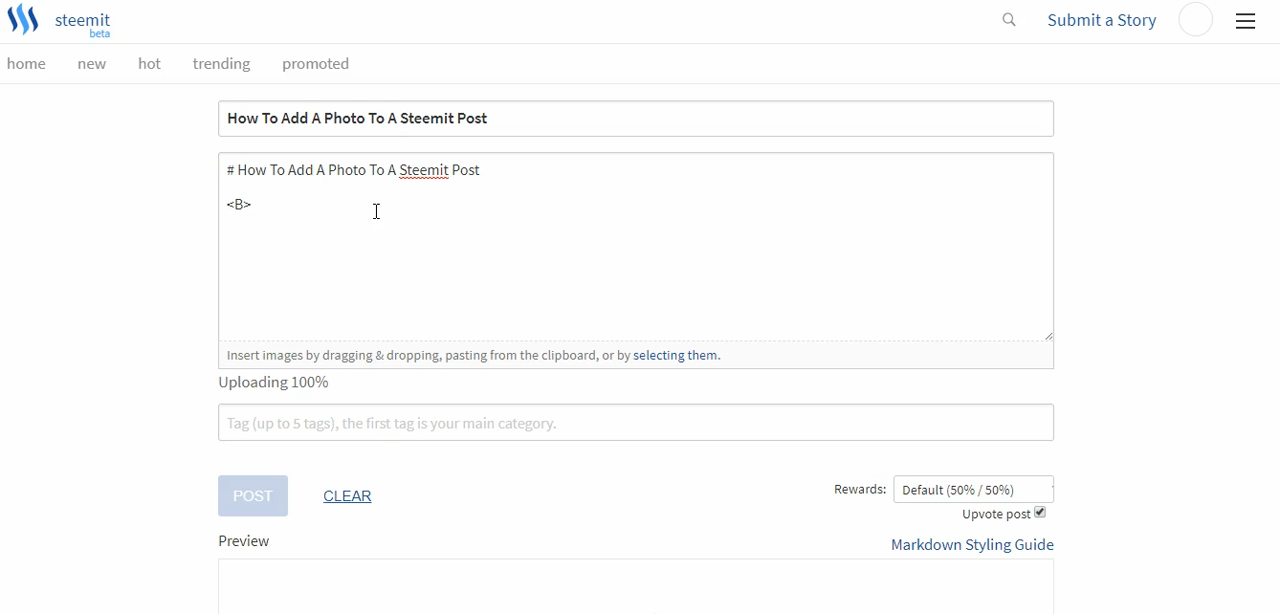 steemit
beta
Submit a Story
home new hot trending promoted
How To Add A Photo To A Steemit Post
# How To Add A Photo To A Steemit Post
<B>
Insert images by dragging & dropping, pasting from the clipboard, or by selecting them.
Uploading 100%
Tag (up to 5 tags), the first tag is your main category.
POST CLEAR
Rewards: Default (50% / 50%)
Upvote post
Preview
Markdown Styling Guide